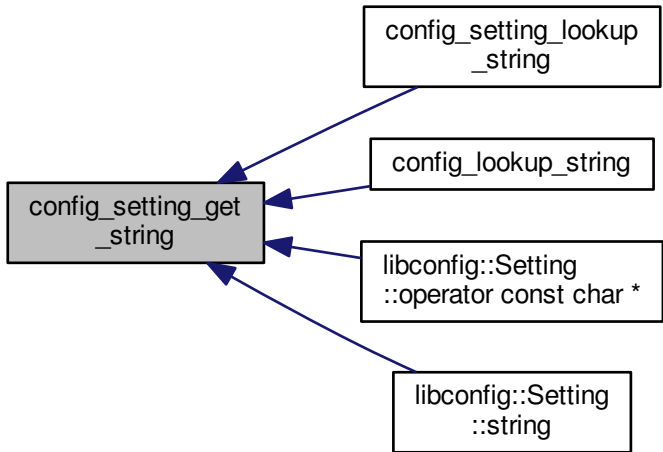 config_setting_lookup
_string
config_lookup_string
config_setting_get
_string
libconfig::Setting
::operator const char *
libconfig::Setting
::string